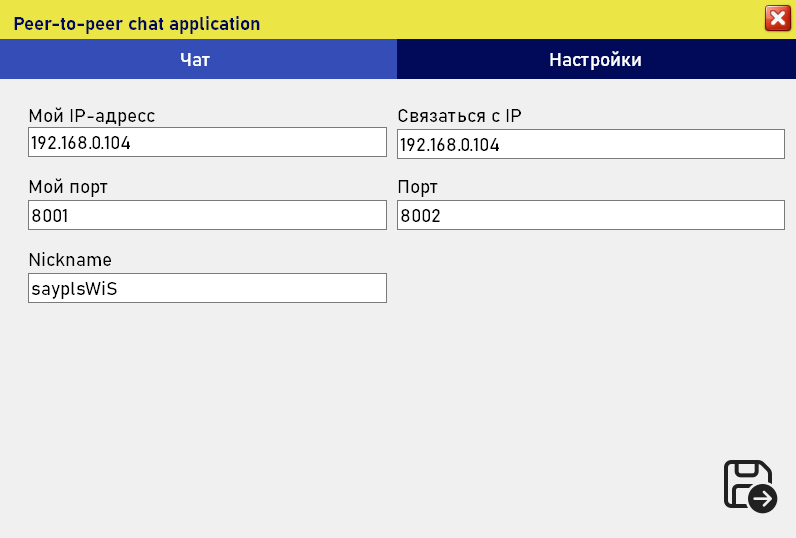 Peer-to-peer chat application
Чат
Настройки
Мой IP-адресс
Связаться с IP
192.168.0.104
192.168.0.104
Мой порт
Порт
8001
8002
Nickname
sayplsWiS